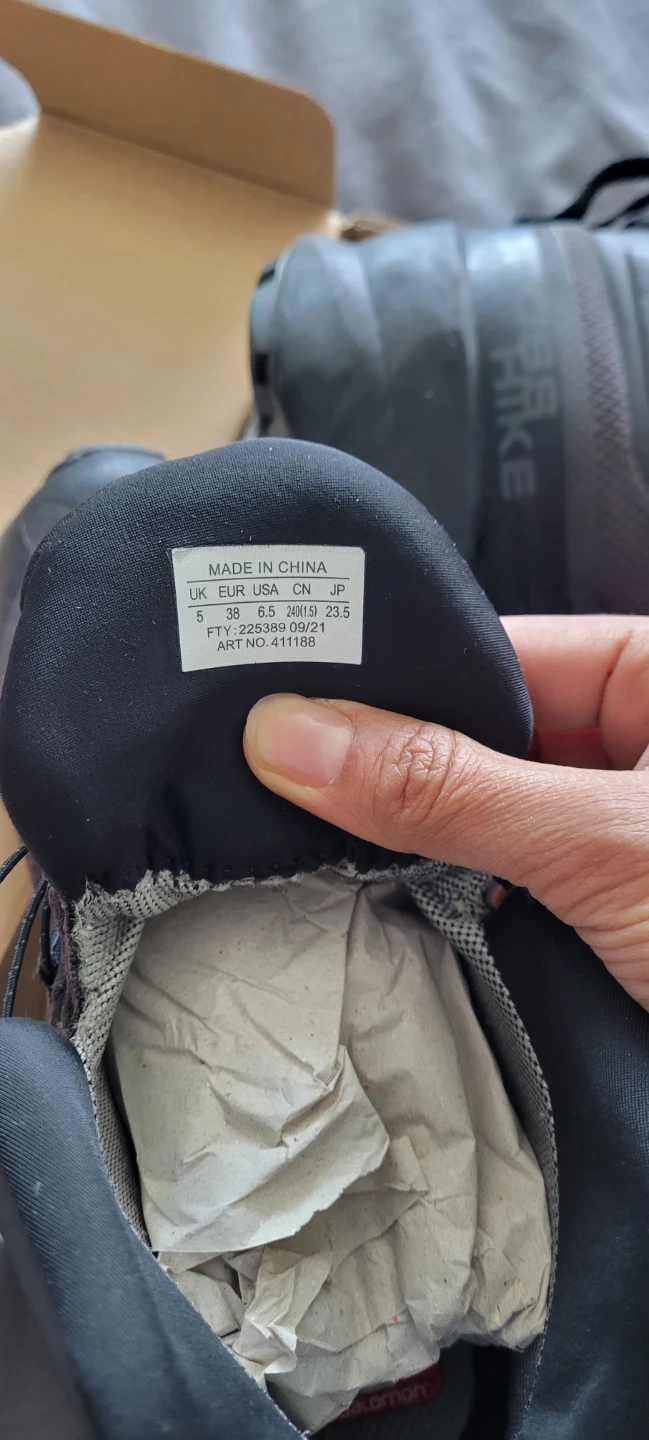 HIKE
MADE IN CHINA
UK EUR USA CN JP
5 38 6.5 240(1.5) 23.5
FTY: 225389 09/21
ART NO. 411188
salomon